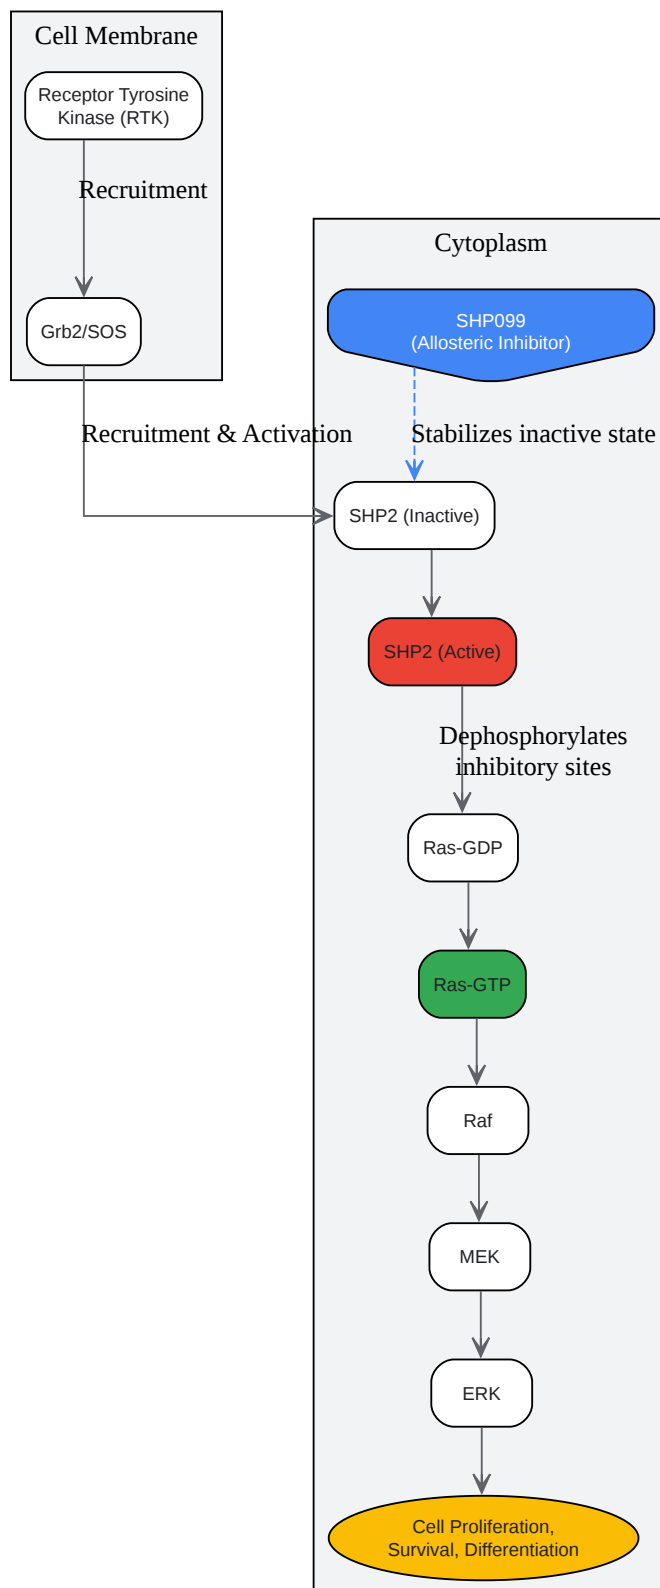 Cell Membrane
Receptor Tyrosine
Kinase (RTK)
Recruitment
Grb2/SOS
Recruitment & Activation
Cytoplasm
SHP099
(Allosteric Inhibitor)
Stabilizes inactive state
SHP2 (Inactive)
SHP2 (Active)
Dephosphorylates
inhibitory sites
Ras-GDP
Ras-GTP
Raf
MEK
ERK
Cell Proliferation,
Survival, Differentiation